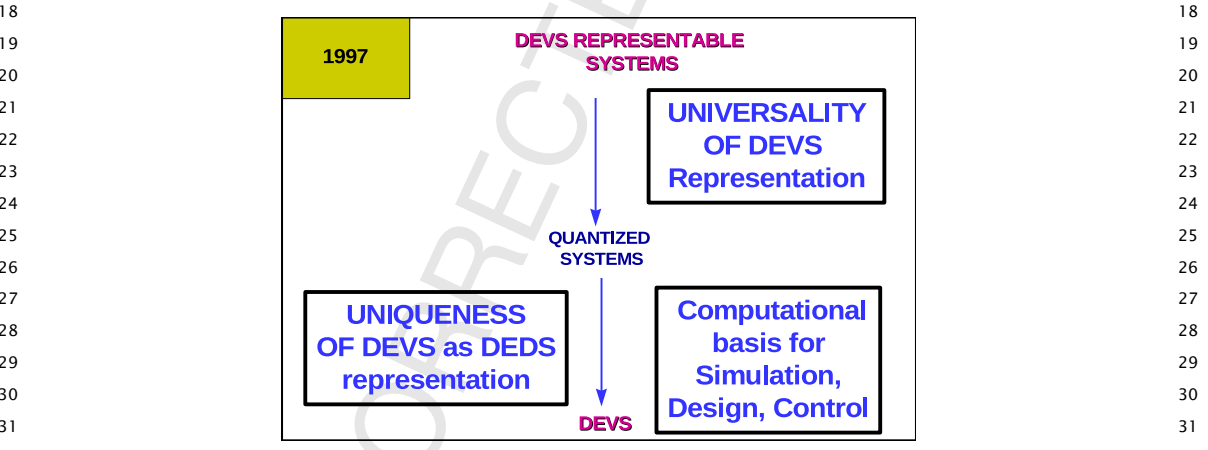 18
18
1997
DEVS REPRESENTABLE
SYSTEMS
19
19
20
20
UNIVERSALITY
OF DEVS
Representation
21
21
22
22
23
23
24
24
QUANTIZED
SYSTEMS
25
25
26
26
UNIQUENESS
OF DEVS as DEDS
representation
Computational
basis for
Simulation,
Design, Control
27
27
28
28
29
29
30
30
DEVS
31
31
ORRECTE